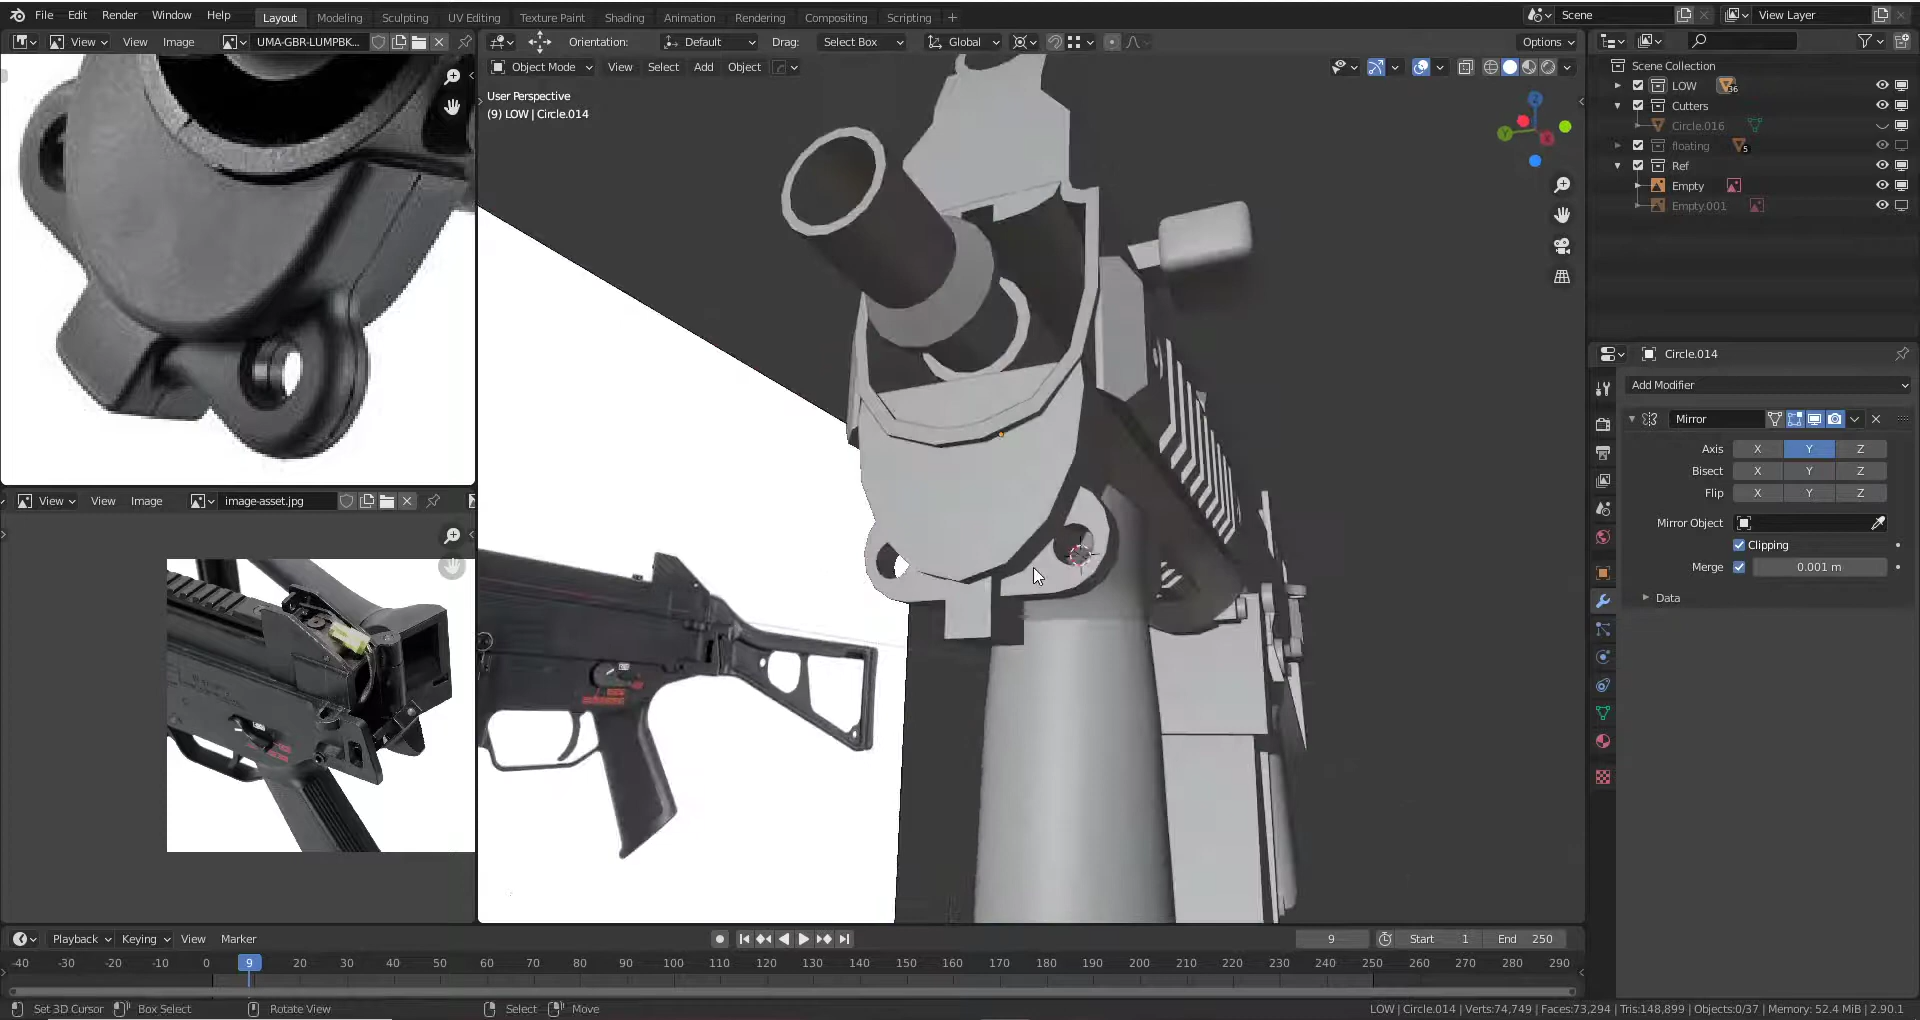 File Edit Render Window Help
Layout Modeling Sculpting UV Editing Texture Paint Shading Animation Rendering Compositing Scripting +
Scene View Layer
View View Image UMA-GBR-LUMPBK...
Orientation: Default Drag: Select Box Global Options
Object Mode View Select Add Object
User Perspective
(9) LOW | Circle.014
Scene Collection
LOW 36
Cutters
Circle.016
floating 5
Ref
Empty
Empty.001
Circle.014
Add Modifier
Mirror
Axis X Y Z
Bisect X Y Z
Flip X Y Z
Mirror Object
Clipping
Merge 0.001 m
Data
View View Image image-asset.jpg
Playback Keying View Marker
9 Start 1 End 250
-40 -30 -20 -10 0 9 20 30 40 50 60 70 80 90 100 110 120 130 140 150 160 170 180 190 200 210 220 230 240 250 260 270 280 290
Set 3D Cursor Box Select Rotate View Select Move
LOW | Circle.014 | Verts:74,749 | Faces:73,294 | Tris:148,899 | Objects:0/37 | Memory: 52.4 MiB | 2.90.1